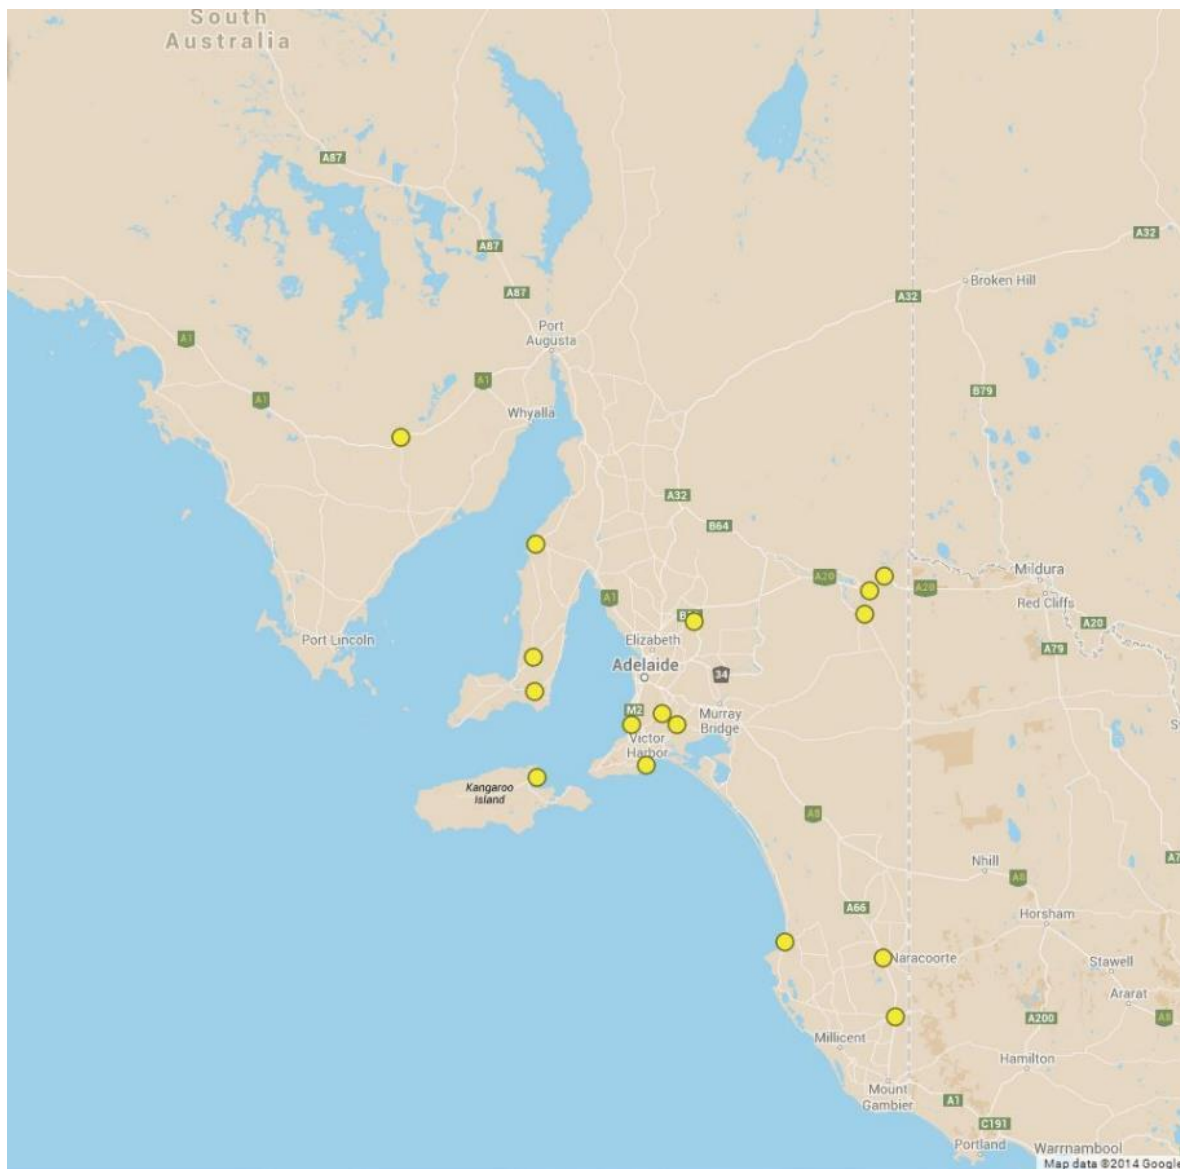 South
Australia
A87
A87
A32
Broken Hill
A87
A32
Port
Augusta
A1
A1
B79
A1
Whyalla
A32
B64
A20
Mildura
A20
Red Cliffs
A1
A20
Port Lincoln
Elizabeth
A79
Adelaide
34
M2
Murray
Bridge
Victor
Harbor
Kangaroo
Island
A8
Nhill
A8
A66
Horsham
Naracoorte
Stawell
Ararat
A200
A8
Millicent
Hamilton
Mount
Gambier
A1
C191
Portland
Warrnambool
Map data ©2014 Google